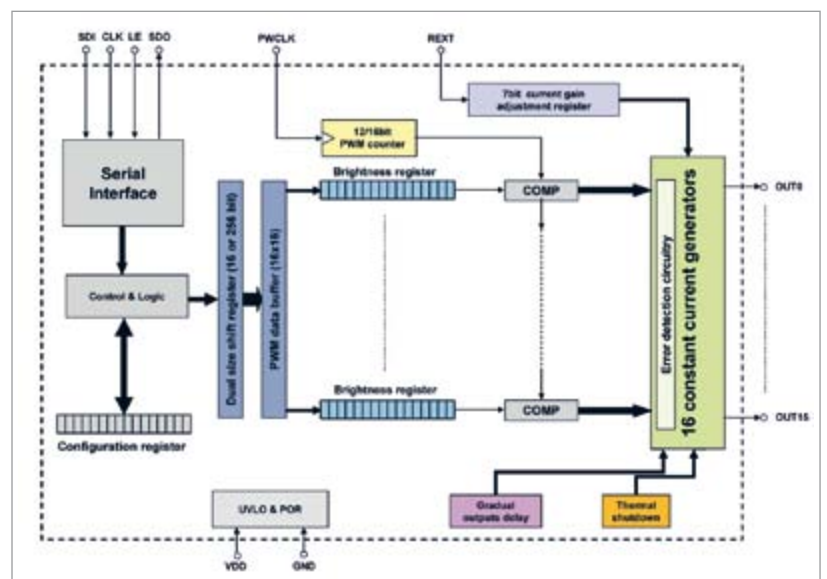 SDI CLK LE SDO
PWCLK
REXT
7bit current gain
adjustment register
12/16bit
PWM counter
Serial
Interface
Brightness register
COMP
OUT0
Control & Logic
Dual size shift register (16 or 256 bit)
PWM data buffer (16x16)
Error detection circuitry
16 constant current generators
Brightness register
COMP
OUT15
Configuration register
UVLO & POR
Gradual
outputs delay
Thermal
shutdown
VDD
GND